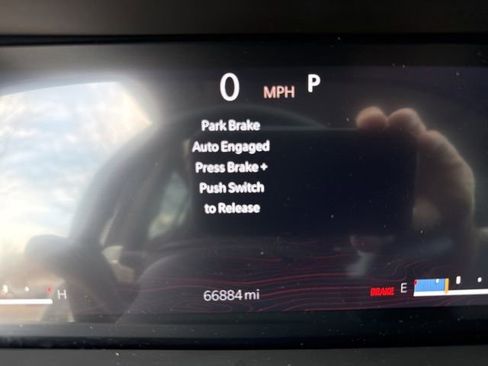 0 MPH P
Park Brake
Auto Engaged
Press Brake +
Push Switch
to Release
H
66884 mi
BRAKE E